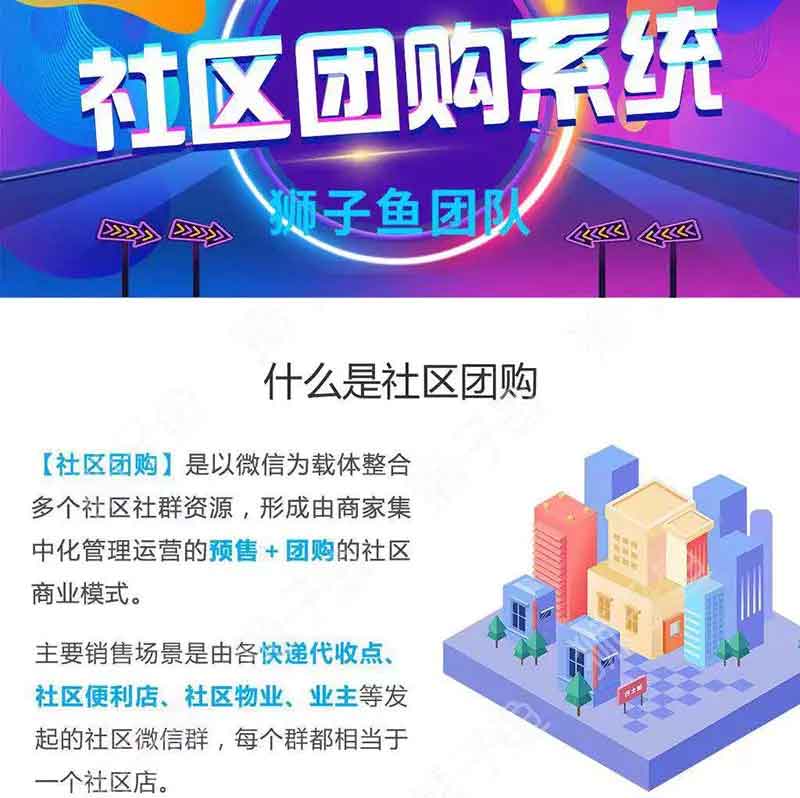 社区团购系统
狮子鱼团队
什么是社区团购
【社区团购】是以微信为载体整合
多个社区社群资源，形成由商家集
中化管理运营的预售+团购的社区
商业模式。
主要销售场景是由各快递代收点、
社区便利店、社区物业、业主等发
起的社区微信群，每个群都相当于
一个社区店。